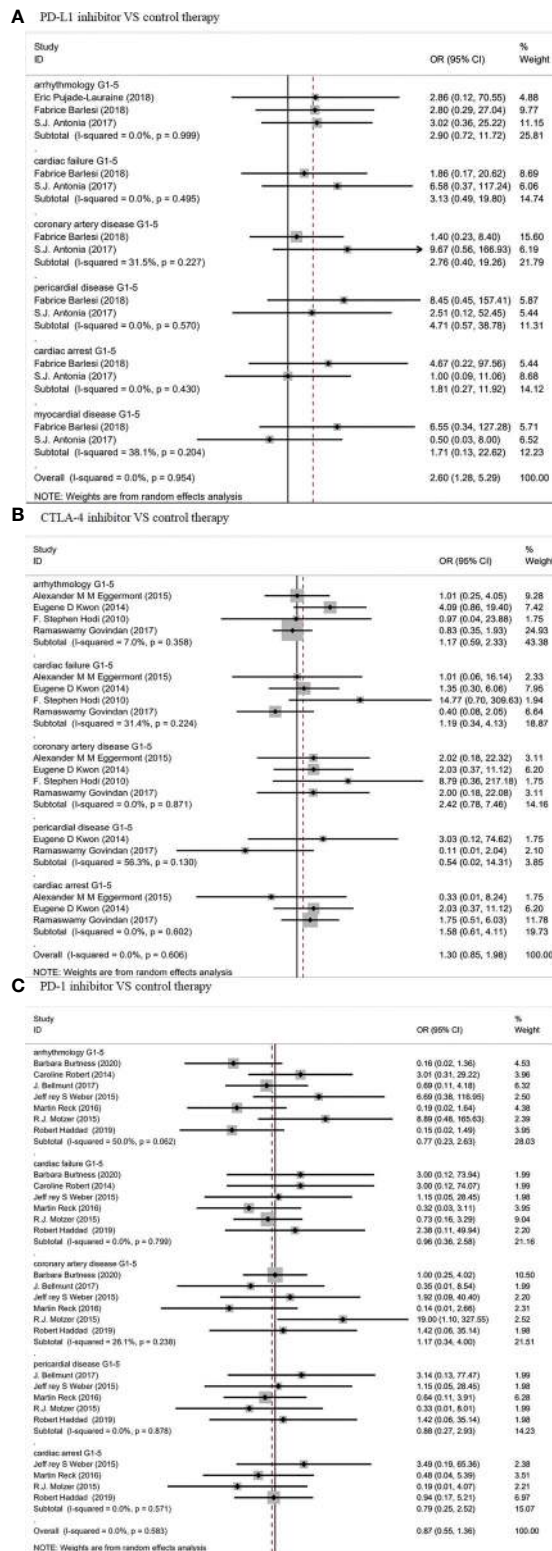 A PD-L1 inhibitor VS control therapy
Study %
ID OR (95% CI) Weight
arrhythmology G1-5
Eric Pujade-Lauraine (2018) 2.86 (0.12, 70.55) 4.88
Fabrice Barlesi (2018) 2.80 (0.29, 27.04) 9.77
S.J. Antonia (2017) 3.02 (0.36, 25.22) 11.15
Subtotal (I-squared = 0.0%, p = 0.999) 2.90 (0.72, 11.72) 25.81
.
cardiac failure G1-5
Fabrice Barlesi (2018) 1.86 (0.17, 20.62) 8.69
S.J. Antonia (2017) 6.58 (0.37, 117.24) 6.06
Subtotal (I-squared = 0.0%, p = 0.495) 3.13 (0.49, 19.80) 14.74
.
coronary artery disease G1-5
Fabrice Barlesi (2018) 1.40 (0.23, 8.40) 15.60
S.J. Antonia (2017) 9.67 (0.56, 166.93) 6.19
Subtotal (I-squared = 31.5%, p = 0.227) 2.76 (0.40, 19.26) 21.79
.
pericardial disease G1-5
Fabrice Barlesi (2018) 8.45 (0.45, 157.41) 5.87
S.J. Antonia (2017) 2.51 (0.12, 52.45) 5.44
Subtotal (I-squared = 0.0%, p = 0.570) 4.71 (0.57, 38.78) 11.31
.
cardiac arrest G1-5
Fabrice Barlesi (2018) 4.67 (0.22, 97.56) 5.44
S.J. Antonia (2017) 1.00 (0.09, 11.06) 8.68
Subtotal (I-squared = 0.0%, p = 0.430) 1.81 (0.27, 11.92) 14.12
.
myocardial disease G1-5
Fabrice Barlesi (2018) 6.55 (0.34, 127.28) 5.71
S.J. Antonia (2017) 0.50 (0.03, 8.00) 6.52
Subtotal (I-squared = 38.1%, p = 0.204) 1.71 (0.13, 22.62) 12.23
.
Overall (I-squared = 0.0%, p = 0.954) 2.60 (1.28, 5.29) 100.00
NOTE: Weights are from random effects analysis
B CTLA-4 inhibitor VS control therapy
Study %
ID OR (95% CI) Weight
arrhythmology G1-5
Alexander M M Eggermont (2015) 1.01 (0.25, 4.05) 9.28
Eugene D Kwon (2014) 4.09 (0.86, 19.40) 7.42
F. Stephen Hodi (2010) 0.97 (0.04, 23.88) 1.75
Ramaswamy Govindan (2017) 0.83 (0.35, 1.93) 24.93
Subtotal (I-squared = 7.0%, p = 0.358) 1.17 (0.59, 2.33) 43.38
.
cardiac failure G1-5
Alexander M M Eggermont (2015) 1.01 (0.06, 16.14) 2.33
Eugene D Kwon (2014) 1.35 (0.30, 6.06) 7.95
F. Stephen Hodi (2010) 14.77 (0.70, 309.63) 1.94
Ramaswamy Govindan (2017) 0.40 (0.08, 2.05) 6.64
Subtotal (I-squared = 31.4%, p = 0.224) 1.19 (0.34, 4.13) 18.87
.
coronary artery disease G1-5
Alexander M M Eggermont (2015) 2.02 (0.18, 22.32) 3.11
Eugene D Kwon (2014) 2.03 (0.37, 11.12) 6.20
F. Stephen Hodi (2010) 8.79 (0.36, 217.18) 1.75
Ramaswamy Govindan (2017) 2.00 (0.18, 22.08) 3.11
Subtotal (I-squared = 0.0%, p = 0.871) 2.42 (0.78, 7.46) 14.16
.
pericardial disease G1-5
Eugene D Kwon (2014) 3.03 (0.12, 74.62) 1.75
Ramaswamy Govindan (2017) 0.11 (0.01, 2.04) 2.10
Subtotal (I-squared = 56.3%, p = 0.130) 0.54 (0.02, 14.31) 3.85
.
cardiac arrest G1-5
Alexander M M Eggermont (2015) 0.33 (0.01, 8.24) 1.75
Eugene D Kwon (2014) 2.03 (0.37, 11.12) 6.20
Ramaswamy Govindan (2017) 1.75 (0.51, 6.03) 11.78
Subtotal (I-squared = 0.0%, p = 0.602) 1.58 (0.61, 4.11) 19.73
.
Overall (I-squared = 0.0%, p = 0.606) 1.30 (0.85, 1.98) 100.00
NOTE: Weights are from random effects analysis
C PD-1 inhibitor VS control therapy
Study %
ID OR (95% CI) Weight
arrhythmology G1-5
Barbara Burtness (2020) 0.16 (0.02, 1.36) 4.53
Caroline Robert (2014) 3.01 (0.31, 29.22) 3.96
J. Bellmunt (2017) 0.69 (0.11, 4.18) 6.32
Jeff rey S Weber (2015) 6.69 (0.38, 116.95) 2.50
Martin Reck (2016) 0.19 (0.02, 1.64) 4.38
R.J. Motzer (2015) 8.89 (0.48, 165.63) 2.39
Robert Haddad (2019) 0.15 (0.02, 1.49) 3.95
Subtotal (I-squared = 50.0%, p = 0.062) 0.77 (0.23, 2.63) 28.03
.
cardiac failure G1-5
Barbara Burtness (2020) 3.00 (0.12, 73.94) 1.99
Caroline Robert (2014) 3.00 (0.12, 74.07) 1.99
Jeff rey S Weber (2015) 1.15 (0.05, 28.45) 1.98
Martin Reck (2016) 0.32 (0.03, 3.11) 3.95
R.J. Motzer (2015) 0.73 (0.16, 3.29) 9.04
Robert Haddad (2019) 2.38 (0.11, 49.94) 2.20
Subtotal (I-squared = 0.0%, p = 0.799) 0.96 (0.36, 2.58) 21.16
.
coronary artery disease G1-5
Barbara Burtness (2020) 1.00 (0.25, 4.02) 10.50
J. Bellmunt (2017) 0.35 (0.01, 8.54) 1.99
Jeff rey S Weber (2015) 1.92 (0.09, 40.40) 2.20
Martin Reck (2016) 0.14 (0.01, 2.66) 2.31
R.J. Motzer (2015) 19.00 (1.10, 327.55) 2.52
Robert Haddad (2019) 1.42 (0.06, 35.14) 1.98
Subtotal (I-squared = 26.1%, p = 0.238) 1.17 (0.34, 4.00) 21.51
.
pericardial disease G1-5
J. Bellmunt (2017) 3.14 (0.13, 77.47) 1.99
Jeff rey S Weber (2015) 1.15 (0.05, 28.45) 1.98
Martin Reck (2016) 0.64 (0.11, 3.91) 6.28
R.J. Motzer (2015) 0.33 (0.01, 8.01) 1.99
Robert Haddad (2019) 1.42 (0.06, 35.14) 1.98
Subtotal (I-squared = 0.0%, p = 0.878) 0.88 (0.27, 2.93) 14.23
.
cardiac arrest G1-5
Jeff rey S Weber (2015) 3.49 (0.19, 65.36) 2.38
Martin Reck (2016) 0.48 (0.04, 5.39) 3.51
R.J. Motzer (2015) 0.19 (0.01, 4.07) 2.21
Robert Haddad (2019) 0.94 (0.17, 5.21) 6.97
Subtotal (I-squared = 0.0%, p = 0.571) 0.79 (0.25, 2.52) 15.07
.
Overall (I-squared = 0.0%, p = 0.583) 0.87 (0.55, 1.36) 100.00
NOTE: Weights are from random effects analysis